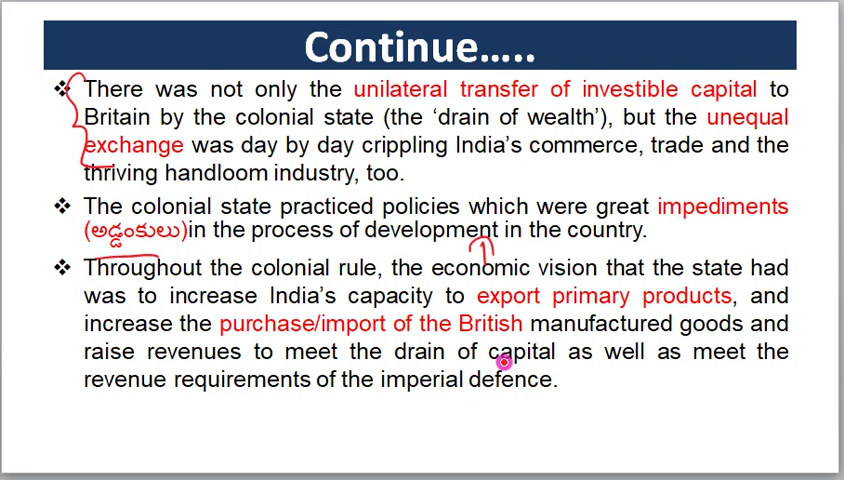 Continue…..
❖ There was not only the unilateral transfer of investible capital to
Britain by the colonial state (the ‘drain of wealth’), but the unequal
exchange was day by day crippling India’s commerce, trade and the
thriving handloom industry, too.
❖ The colonial state practiced policies which were great impediments
(అడ్డంకులు)in the process of development in the country.
❖ Throughout the colonial rule, the economic vision that the state had
was to increase India’s capacity to export primary products, and
increase the purchase/import of the British manufactured goods and
raise revenues to meet the drain of capital as well as meet the
revenue requirements of the imperial defence.